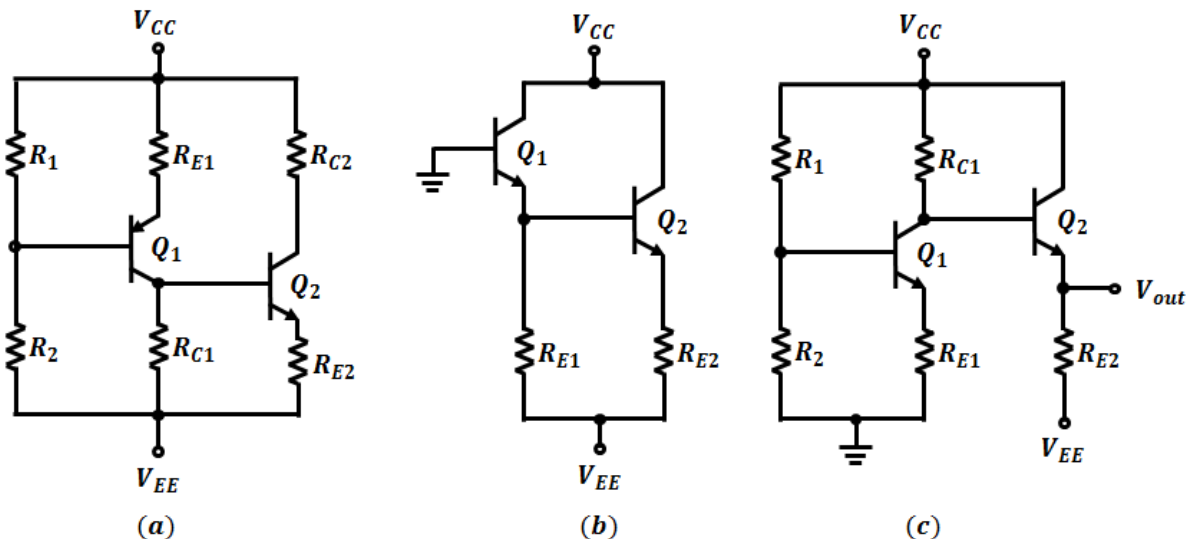 V_CC
R_1
R_E1
R_C2
Q_1
Q_2
R_2
R_C1
R_E2
V_EE
(a)
V_CC
Q_1
Q_2
R_E1
R_E2
V_EE
(b)
V_CC
R_1
R_C1
Q_2
Q_1
V_out
R_2
R_E1
R_E2
V_EE
(c)